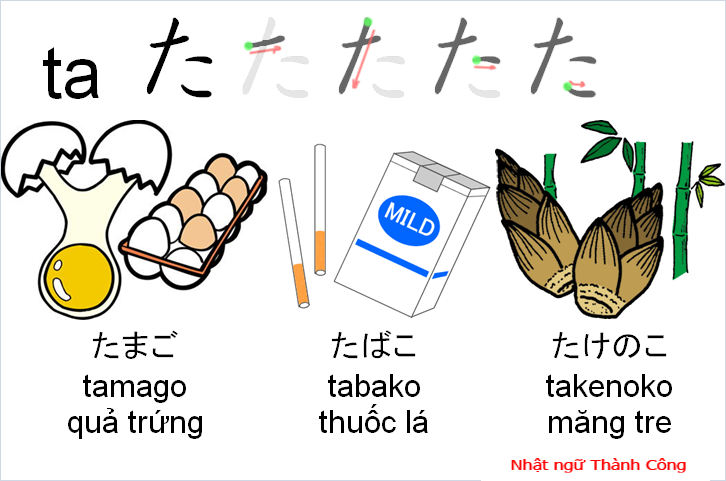 ta た た た た た
MILD
たまご
tamago
quả trứng
たばこ
tabako
thuốc lá
たけのこ
takenoko
măng tre
Nhật ngữ Thành Công